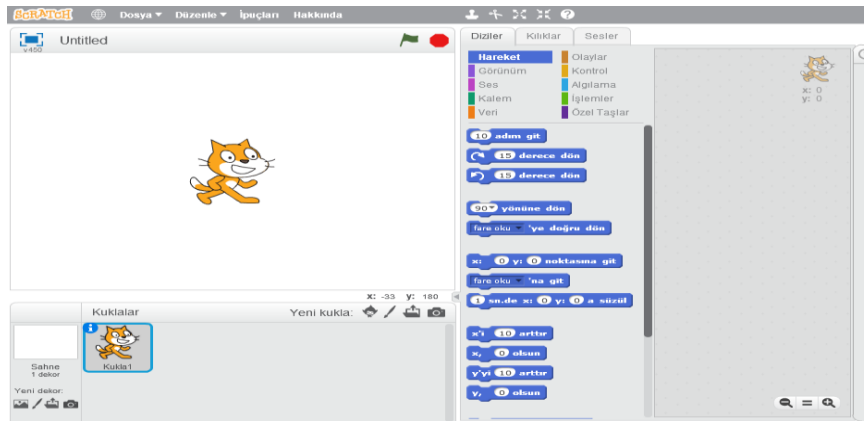 SCRATCH Dosya Düzenle İpuçları Hakkında
Untitled
v450
X: -33 y: 180
Kuklalar Yeni kukla:
Sahne
1 dekor
Yeni dekor:
Kukla1
Diziler Kılıklar Sesler
Hareket Olaylar
Görünüm Kontrol
Ses Algılama
Kalem İşlemler
Veri Özel Taşlar
10 adım git
15 derece dön
15 derece dön
90 yönüne dön
fare oku 'ye doğru dön
x: 0 y: 0 noktasına git
fare oku 'na git
1 sn.de x: 0 y: 0 a süzül
x'i 10 arttır
x, 0 olsun
y'yi 10 arttır
y, 0 olsun
x: 0
y: 0